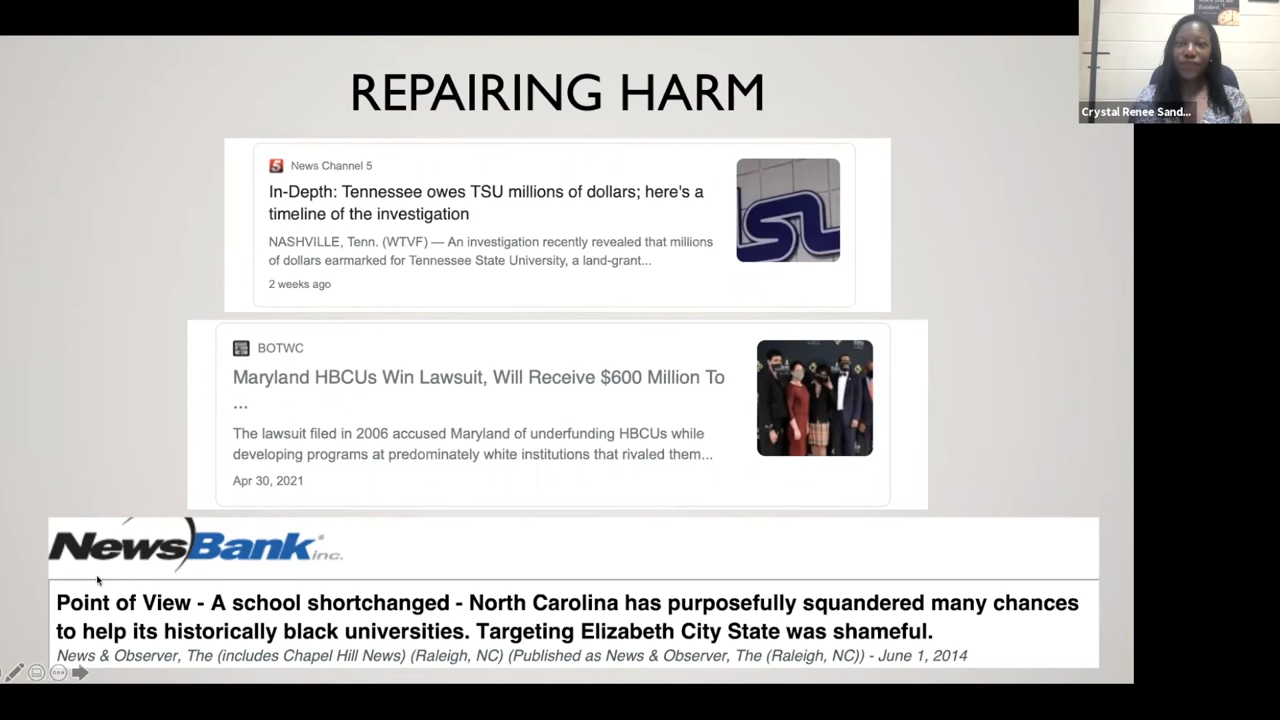 REPAIRING HARM
Crystal Renee Sand...
News Channel 5
In-Depth: Tennessee owes TSU millions of dollars; here's a
timeline of the investigation
NASHVILLE, Tenn. (WTVF) — An investigation recently revealed that millions
of dollars earmarked for Tennessee State University, a land-grant...
2 weeks ago
BOTWC
Maryland HBCUs Win Lawsuit, Will Receive $600 Million To
...
The lawsuit filed in 2006 accused Maryland of underfunding HBCUs while
developing programs at predominately white institutions that rivaled them...
Apr 30, 2021
NewsBank inc.
Point of View - A school shortchanged - North Carolina has purposefully squandered many chances
to help its historically black universities. Targeting Elizabeth City State was shameful.
News & Observer, The (includes Chapel Hill News) (Raleigh, NC) (Published as News & Observer, The (Raleigh, NC)) - June 1, 2014